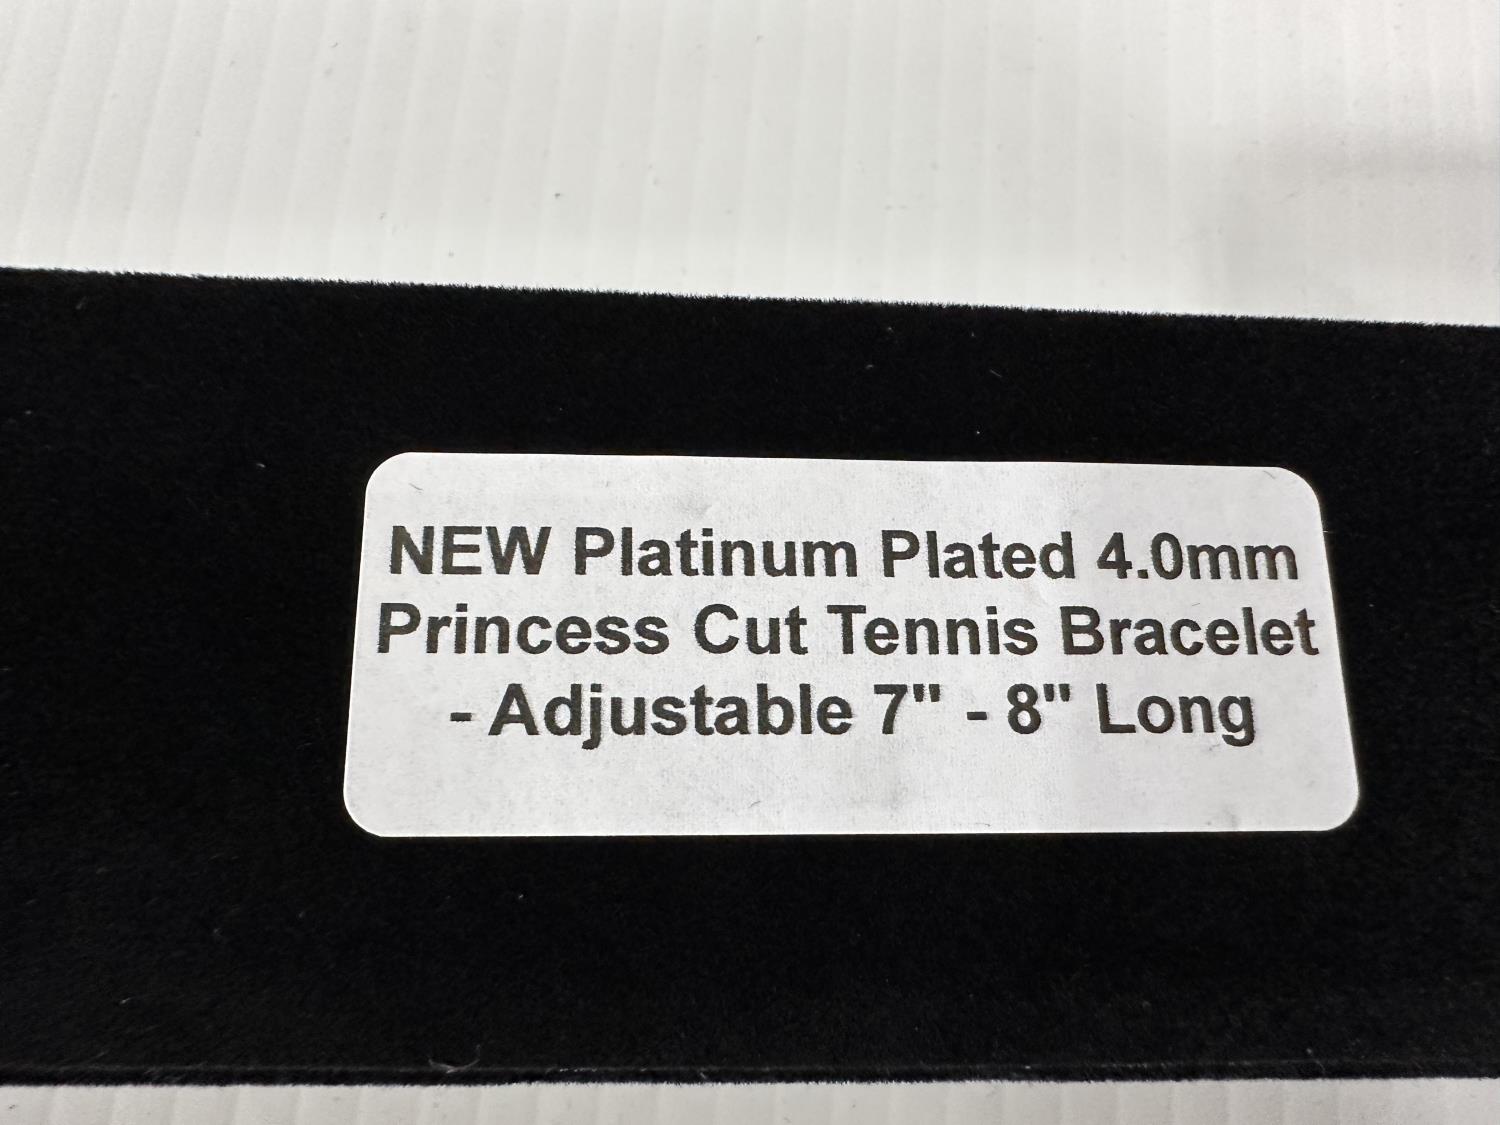 NEW Platinum Plated 4.0mm
Princess Cut Tennis Bracelet
- Adjustable 7" - 8" Long